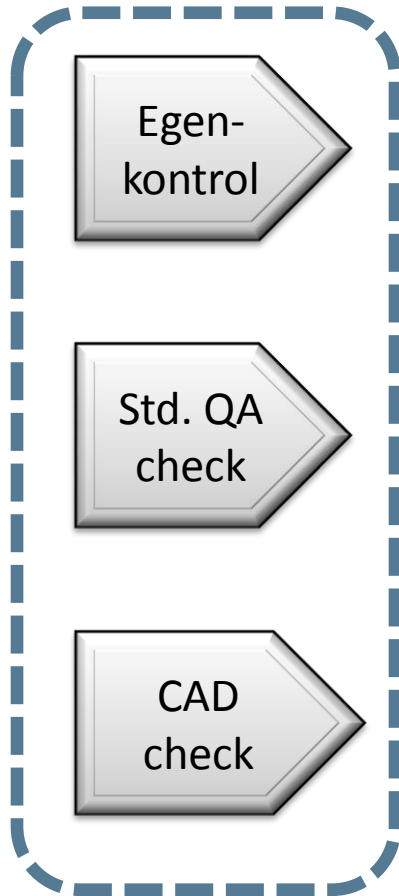 Egen-
kontrol
Std. QA
check
CAD
check